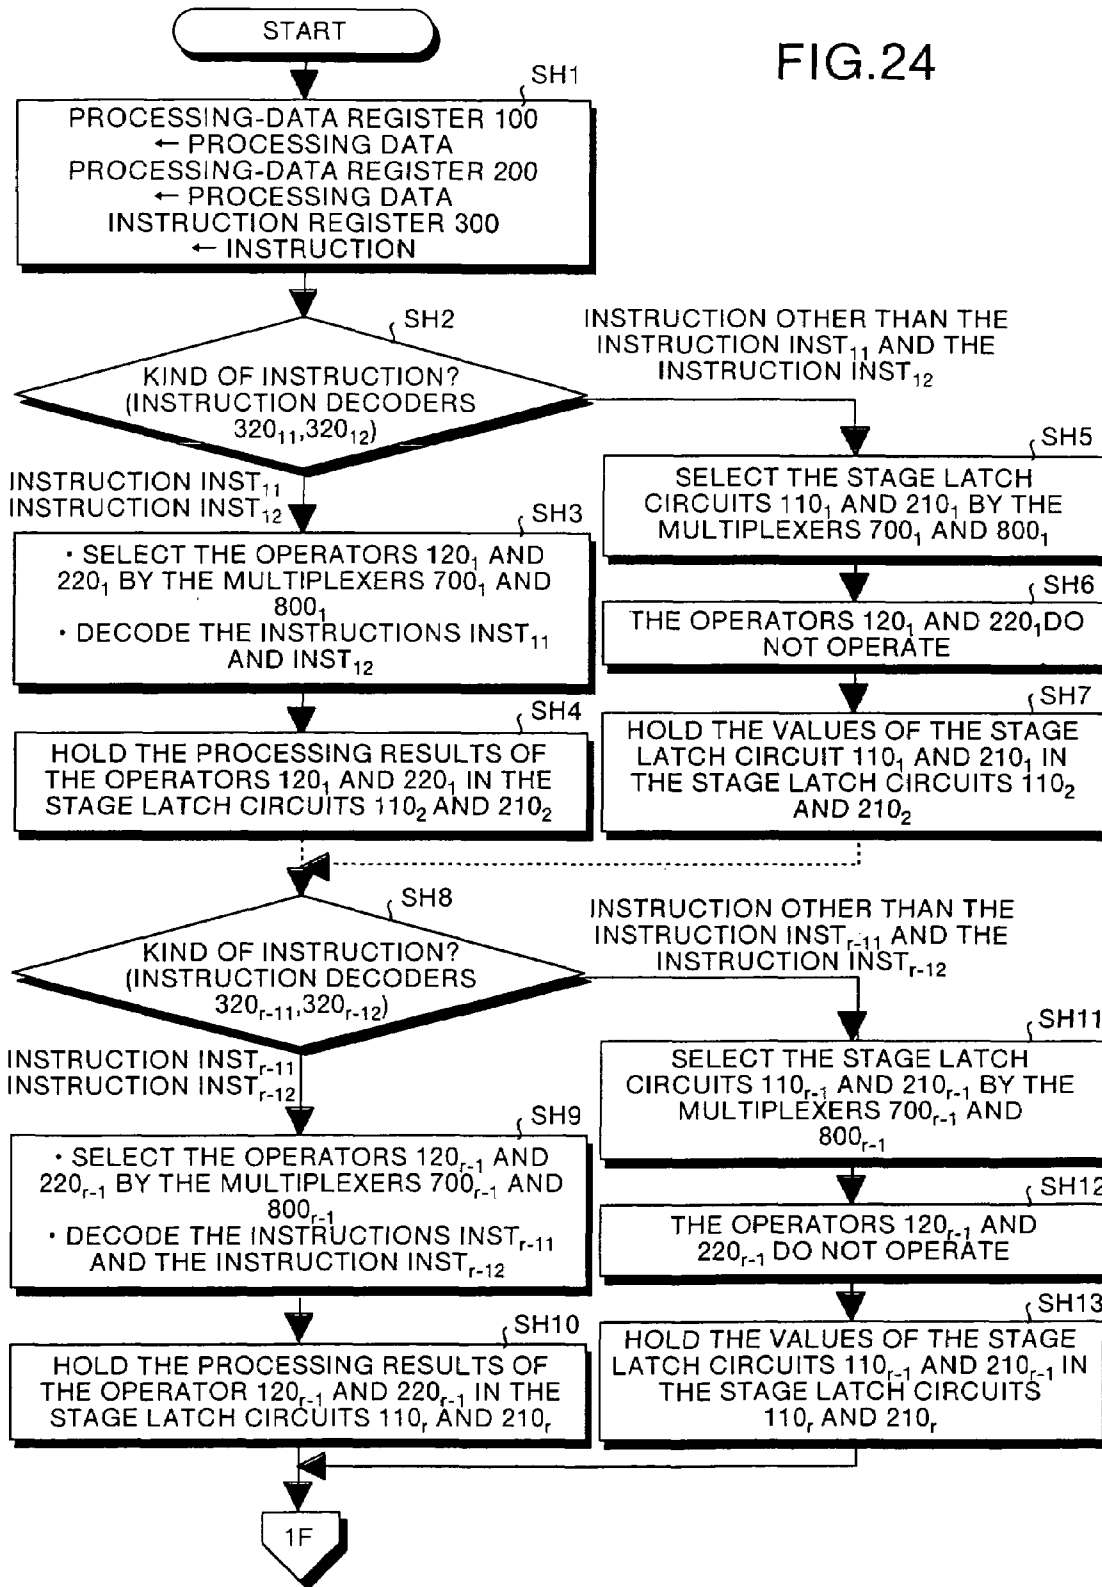 START
FIG.24
SH1
PROCESSING-DATA REGISTER 100
← PROCESSING DATA
PROCESSING-DATA REGISTER 200
← PROCESSING DATA
INSTRUCTION REGISTER 300
← INSTRUCTION
SH2
KIND OF INSTRUCTION?
(INSTRUCTION DECODERS
320₁₁,320₁₂)
INSTRUCTION OTHER THAN THE
INSTRUCTION INST₁₁ AND THE
INSTRUCTION INST₁₂
INSTRUCTION INST₁₁
INSTRUCTION INST₁₂
SH3
· SELECT THE OPERATORS 120₁ AND
220₁ BY THE MULTIPLEXERS 700₁ AND
800₁
· DECODE THE INSTRUCTIONS INST₁₁
AND INST₁₂
SH4
HOLD THE PROCESSING RESULTS OF
THE OPERATORS 120₁ AND 220₁ IN THE
STAGE LATCH CIRCUITS 110₂ AND 210₂
SH5
SELECT THE STAGE LATCH
CIRCUITS 110₁ AND 210₁ BY THE
MULTIPLEXERS 700₁ AND 800₁
SH6
THE OPERATORS 120₁ AND 220₁DO
NOT OPERATE
SH7
HOLD THE VALUES OF THE STAGE
LATCH CIRCUIT 110₁ AND 210₁ IN
THE STAGE LATCH CIRCUITS 110₂
AND 210₂
SH8
KIND OF INSTRUCTION?
(INSTRUCTION DECODERS
320ᵣ₋₁₁,320ᵣ₋₁₂)
INSTRUCTION OTHER THAN THE
INSTRUCTION INSTᵣ₋₁₁ AND THE
INSTRUCTION INSTᵣ₋₁₂
INSTRUCTION INSTᵣ₋₁₁
INSTRUCTION INSTᵣ₋₁₂
SH9
· SELECT THE OPERATORS 120ᵣ₋₁ AND
220ᵣ₋₁ BY THE MULTIPLEXERS 700ᵣ₋₁ AND
800ᵣ₋₁
· DECODE THE INSTRUCTIONS INSTᵣ₋₁₁
AND THE INSTRUCTION INSTᵣ₋₁₂
SH10
HOLD THE PROCESSING RESULTS OF
THE OPERATOR 120ᵣ₋₁ AND 220ᵣ₋₁ IN THE
STAGE LATCH CIRCUITS 110ᵣ AND 210ᵣ
SH11
SELECT THE STAGE LATCH
CIRCUITS 110ᵣ₋₁ AND 210ᵣ₋₁ BY THE
MULTIPLEXERS 700ᵣ₋₁ AND
800ᵣ₋₁
SH12
THE OPERATORS 120ᵣ₋₁ AND
220ᵣ₋₁ DO NOT OPERATE
SH13
HOLD THE VALUES OF THE STAGE
LATCH CIRCUITS 110ᵣ₋₁ AND 210ᵣ₋₁ IN
THE STAGE LATCH CIRCUITS
110ᵣ AND 210ᵣ
1F